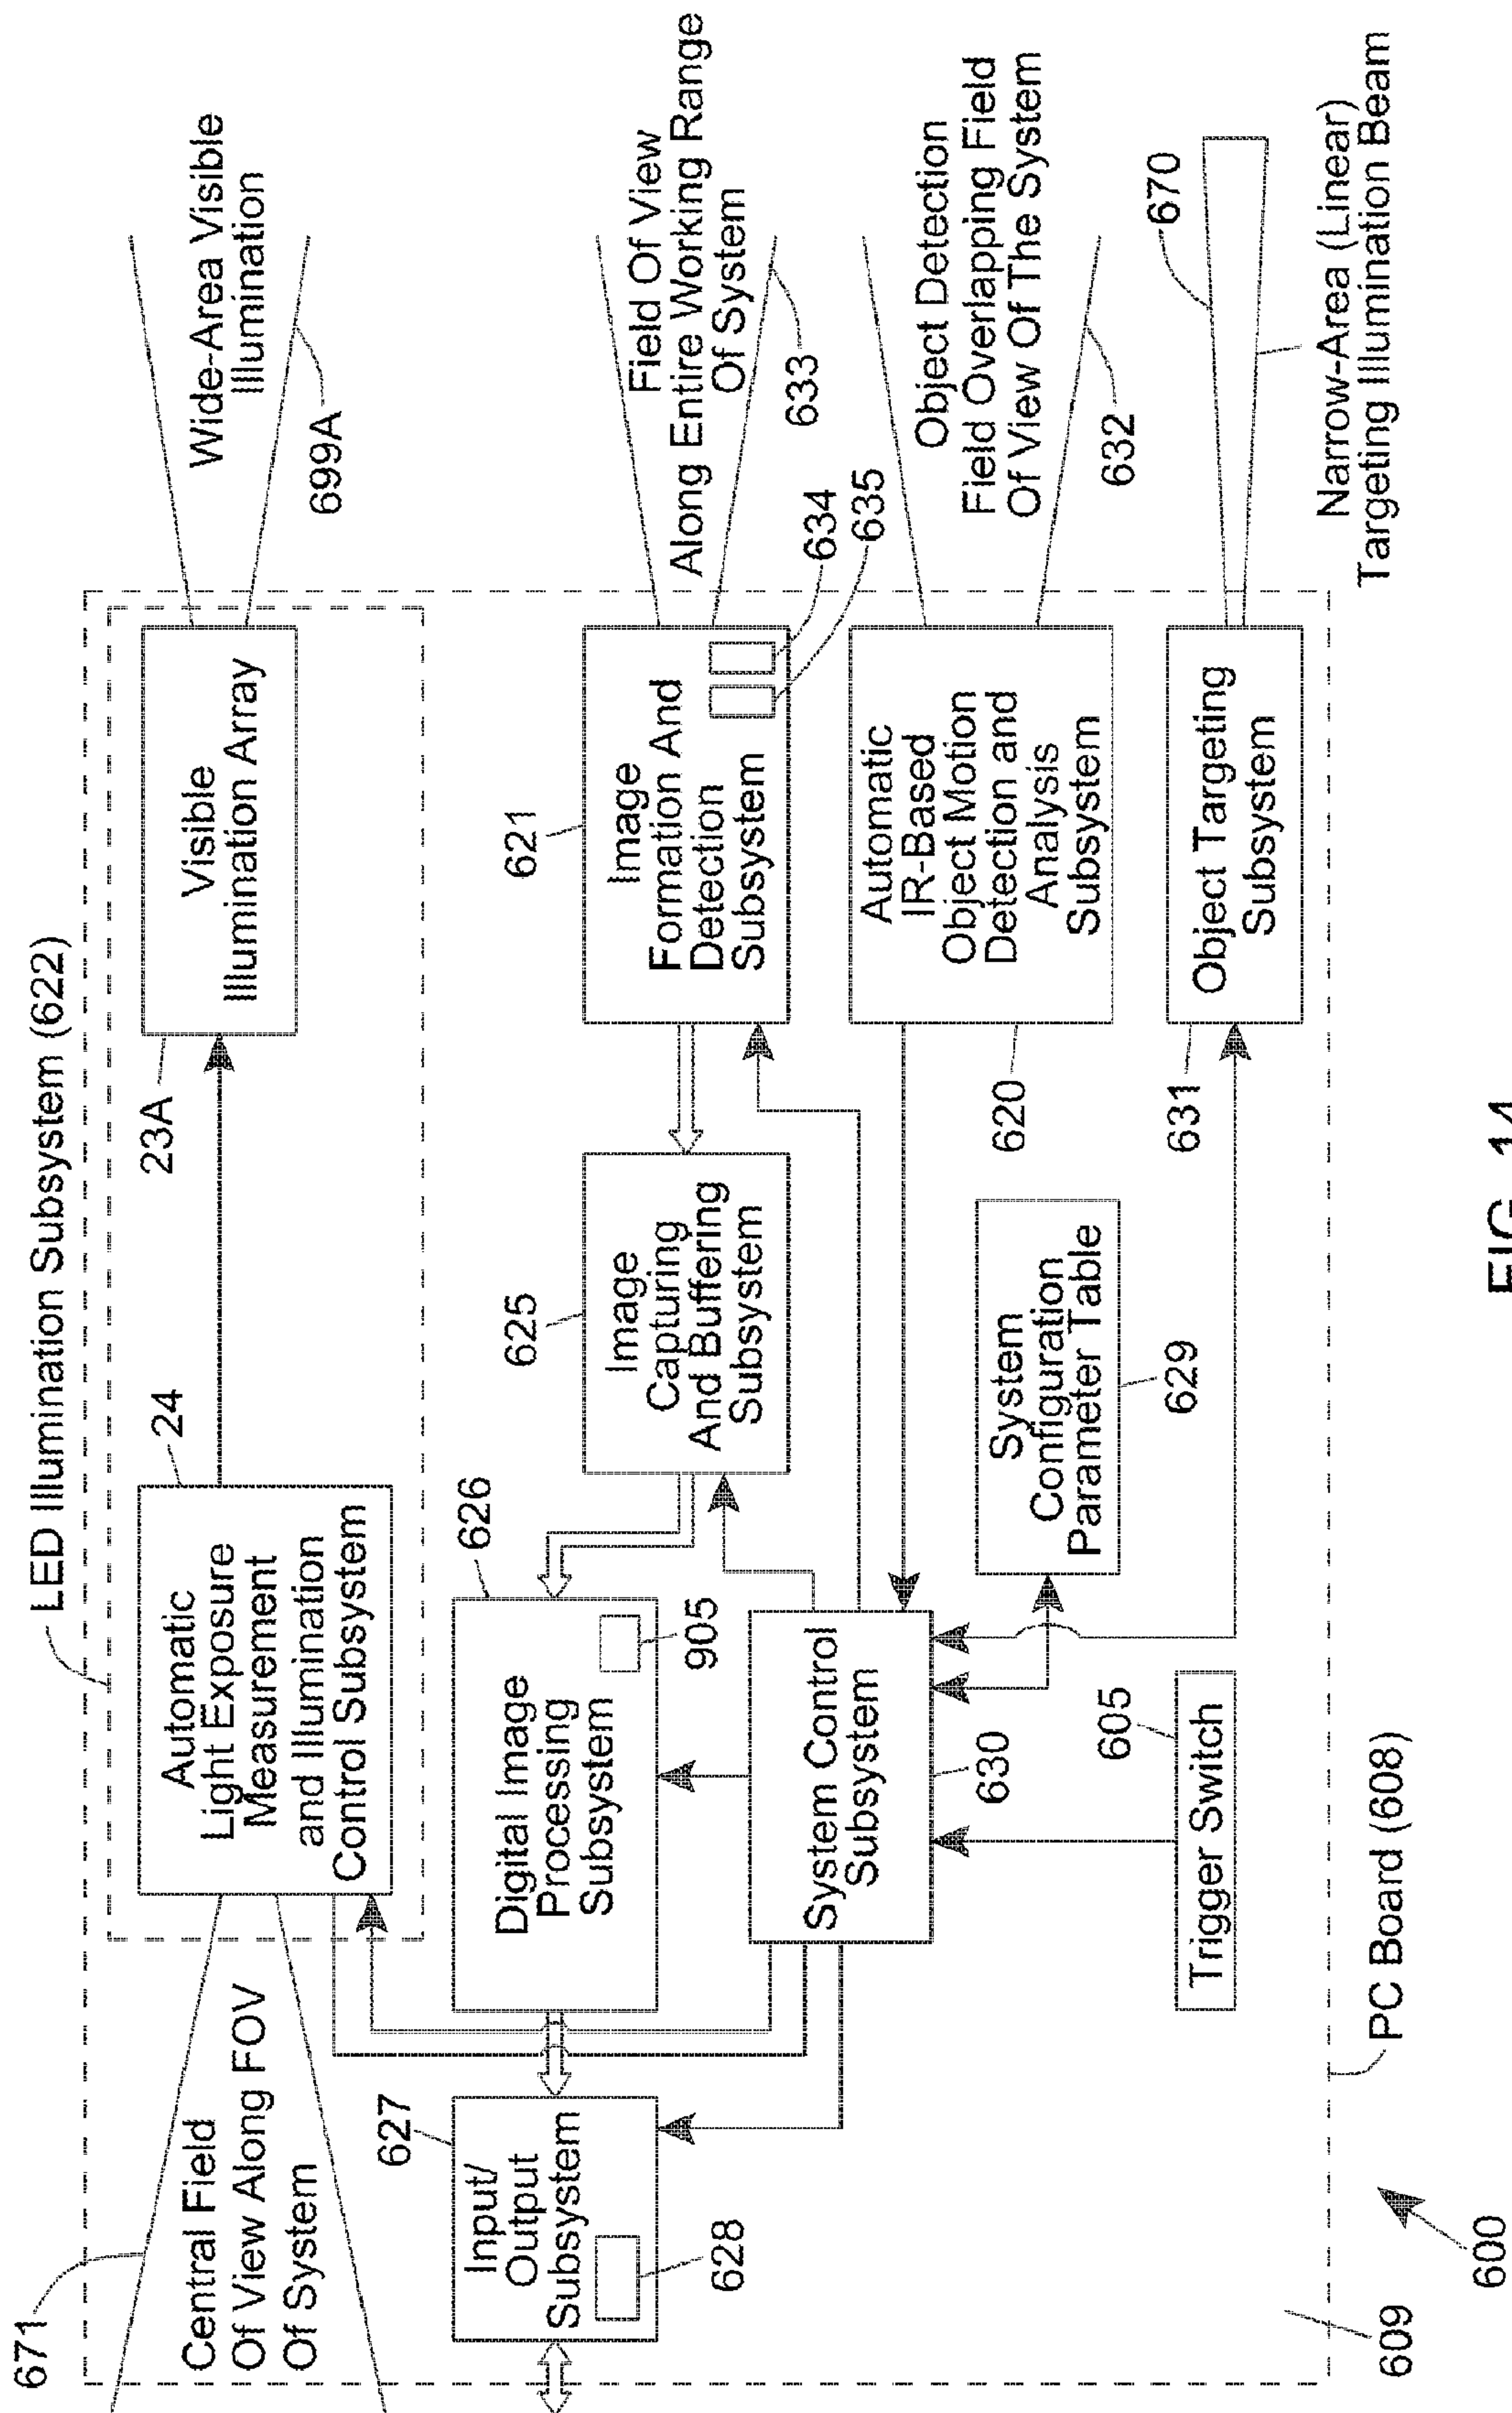 LED Illumination Subsystem (622)
671
Central Field
Of View Along FOV
Of System
24
Automatic
Light Exposure
Measurement
and Illumination
Control Subsystem
23A
Visible
Illumination Array
Wide-Area Visible
Illumination
699A
627
Input/
Output
Subsystem
628
626
Digital Image
Processing
Subsystem
905
625
Image
Capturing
And Buffering
Subsystem
621
Image
Formation And
Detection
Subsystem
634
635
Field Of View
Along Entire Working Range
Of System
633
System Control
Subsystem
630
Automatic
IR-Based
Object Motion
Detection and
Analysis
Subsystem
620
Object Detection
Field Overlapping Field
Of View Of The System
632
System
Configuration
Parameter Table
629
605
Trigger Switch
631
Object Targeting
Subsystem
670
Narrow-Area (Linear)
Targeting Illumination Beam
609
PC Board (608)
600
FIG. 14